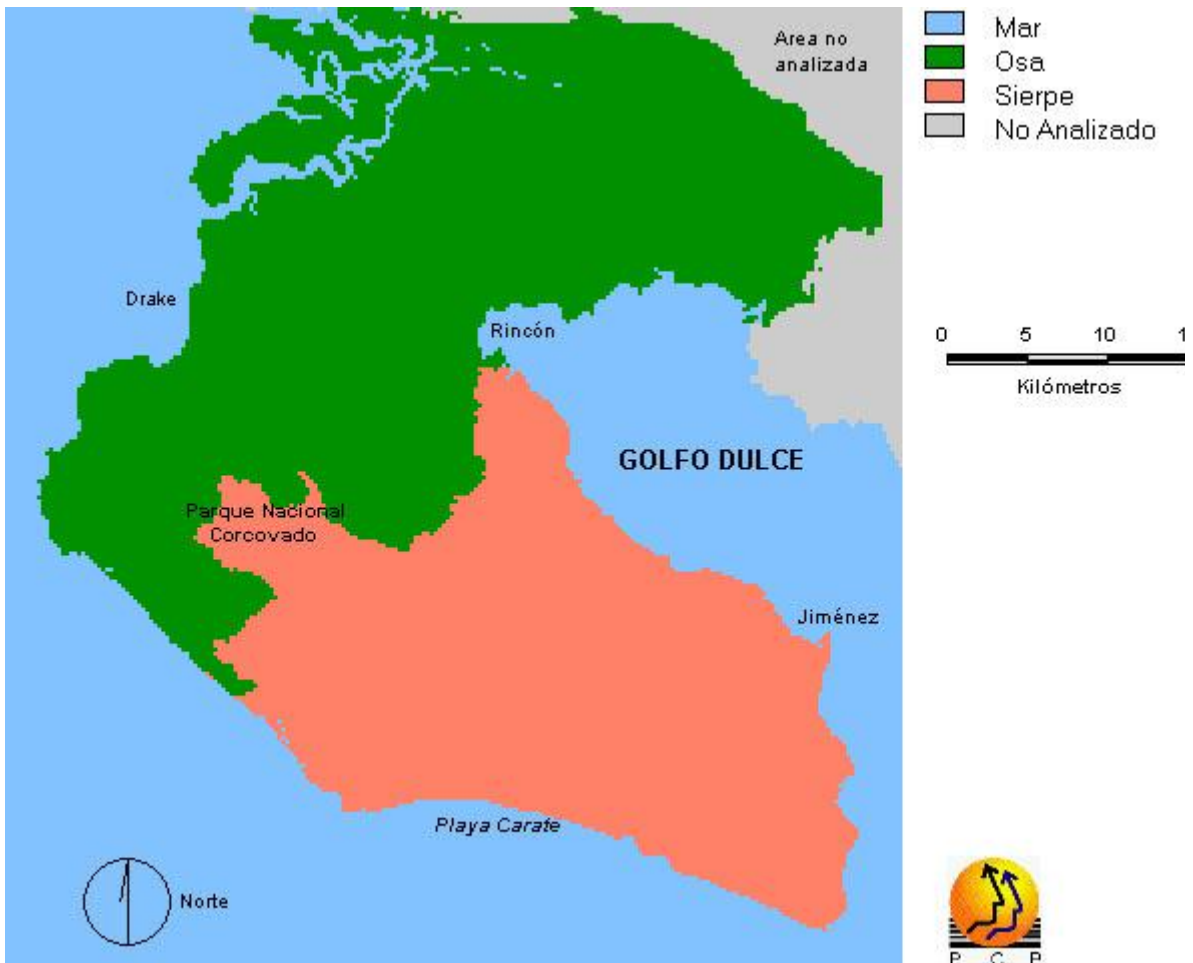 Area no
analizada
Mar
Osa
Sierpe
No Analizado
Drake
Rincón
0 5 10 1
Kilómetros
GOLFO DULCE
Parque Nacional
Corcovado
Jiménez
Playa Carate
Norte
P C P